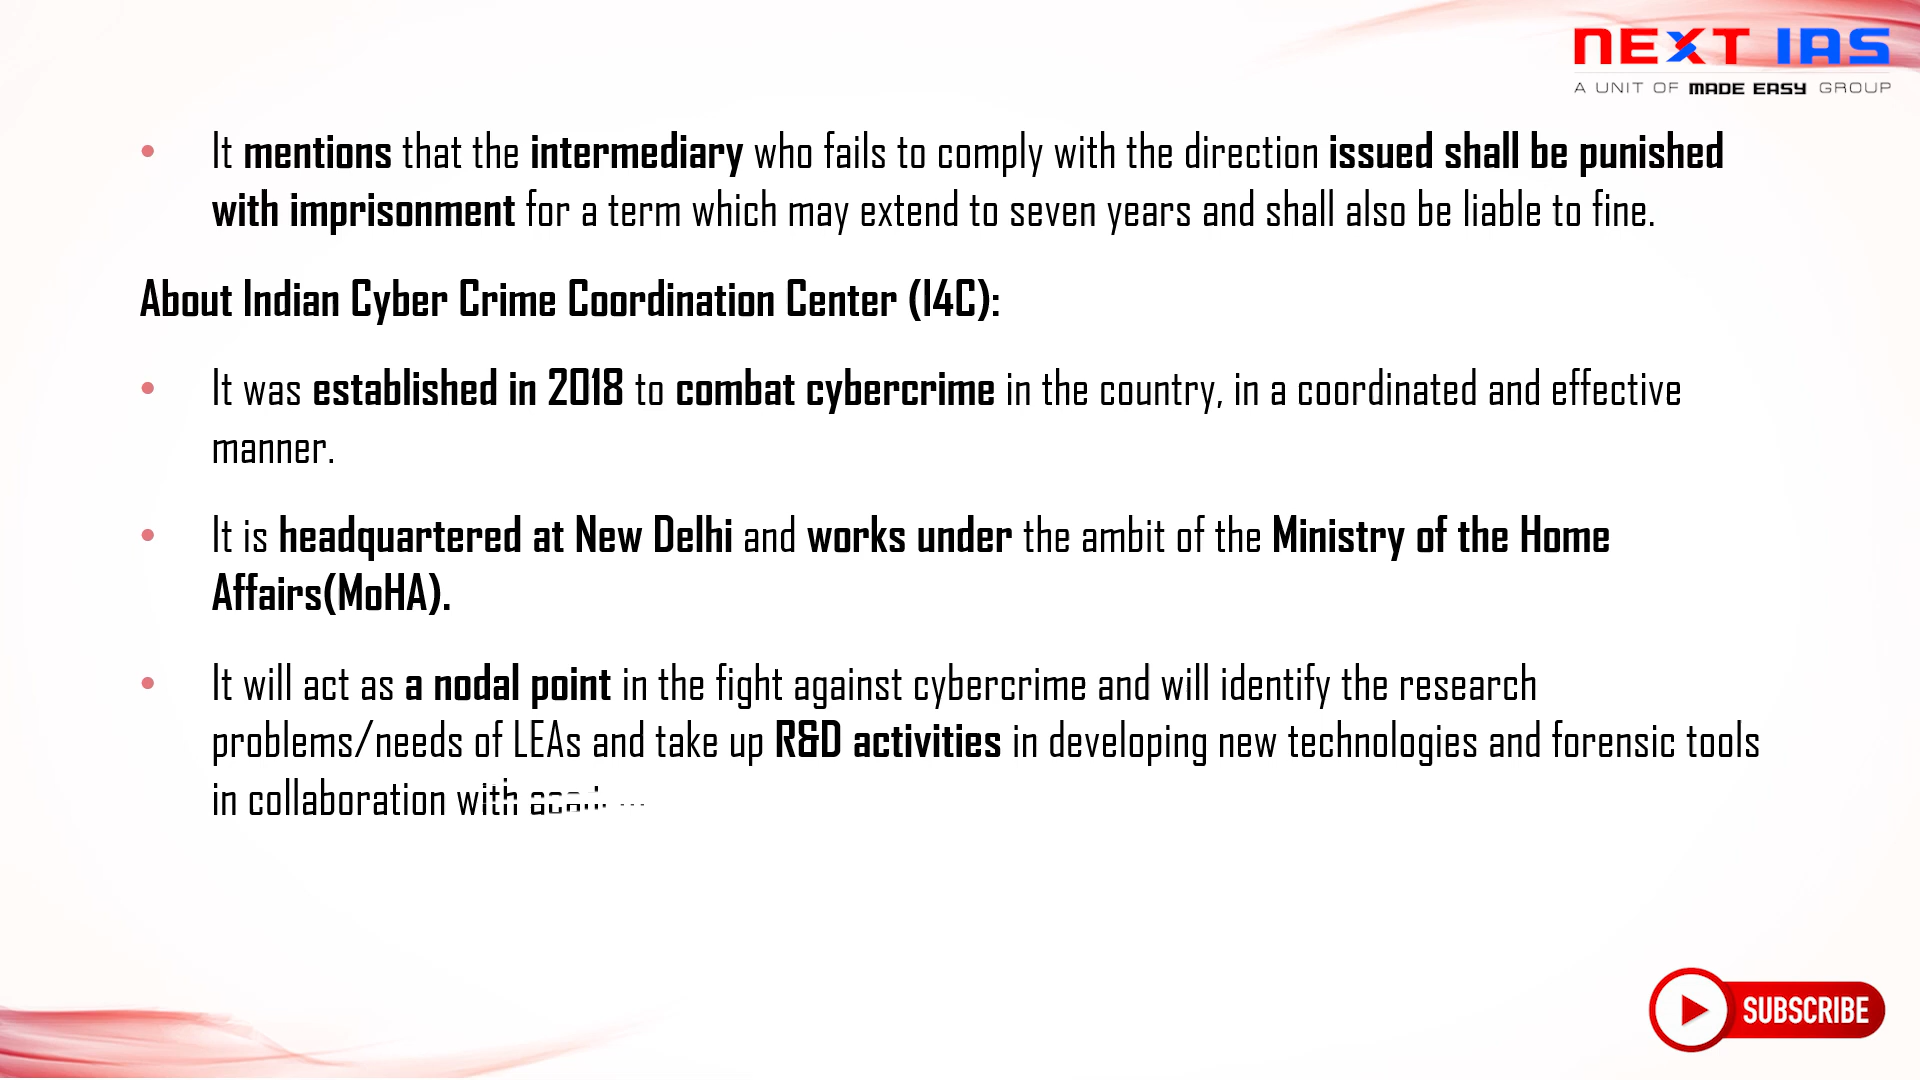 NEXT IAS
A UNIT OF MADE EASY GROUP
• It mentions that the intermediary who fails to comply with the direction issued shall be punished
with imprisonment for a term which may extend to seven years and shall also be liable to fine.
About Indian Cyber Crime Coordination Center (I4C):
• It was established in 2018 to combat cybercrime in the country, in a coordinated and effective
manner.
• It is headquartered at New Delhi and works under the ambit of the Ministry of the Home
Affairs(MoHA).
• It will act as a nodal point in the fight against cybercrime and will identify the research
problems/needs of LEAs and take up R&D activities in developing new technologies and forensic tools
in collaboration with
SUBSCRIBE